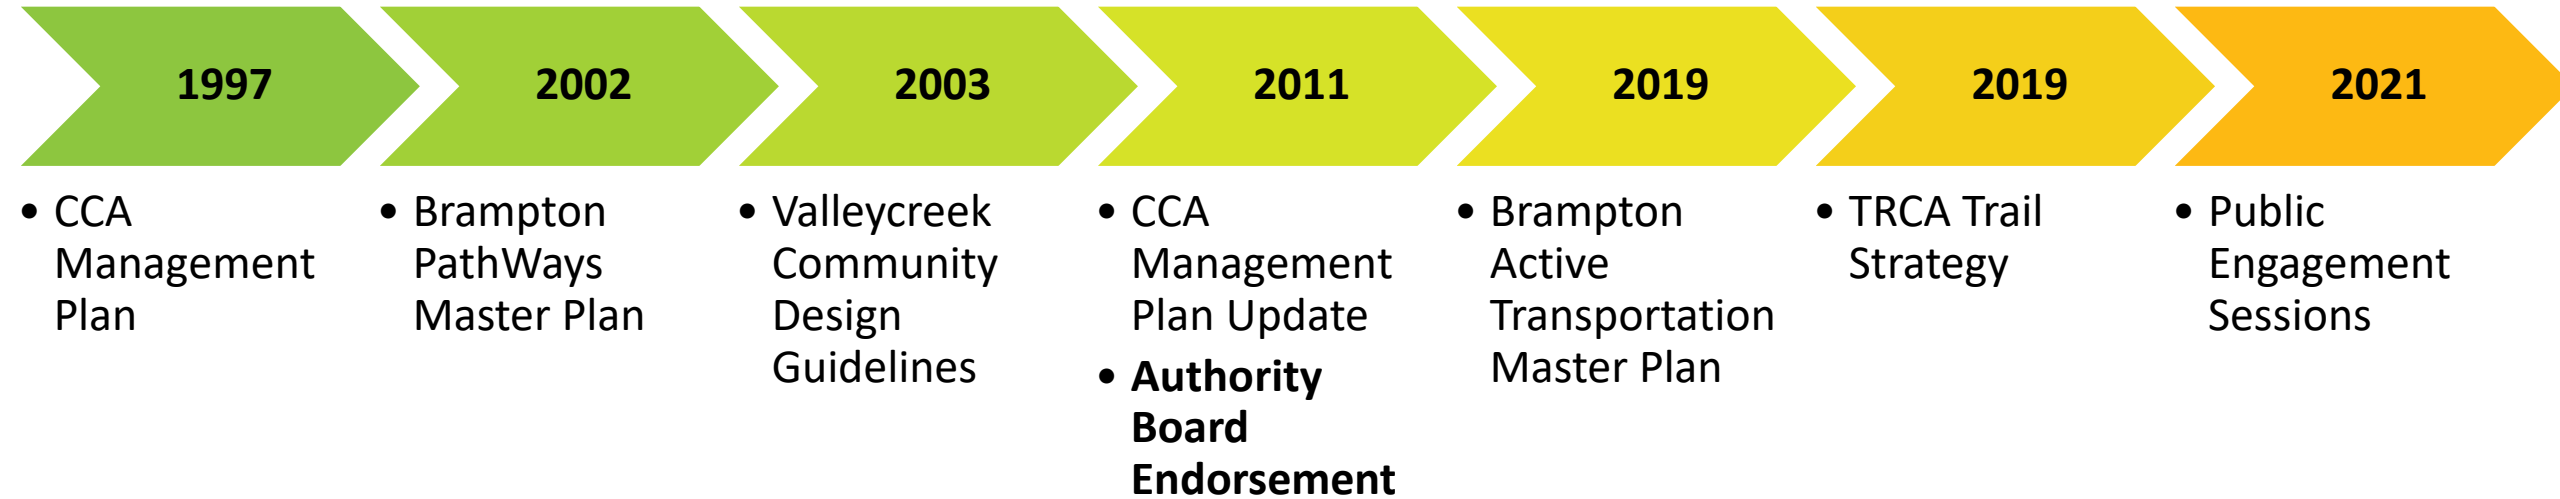 1997
• CCA
Management
Plan
2002
• Brampton
PathWays
Master Plan
2003
• Valleycreek
Community
Design
Guidelines
2011
• CCA
Management
Plan Update
• Authority
Board
Endorsement
2019
• Brampton
Active
Transportation
Master Plan
2019
• TRCA Trail
Strategy
2021
• Public
Engagement
Sessions